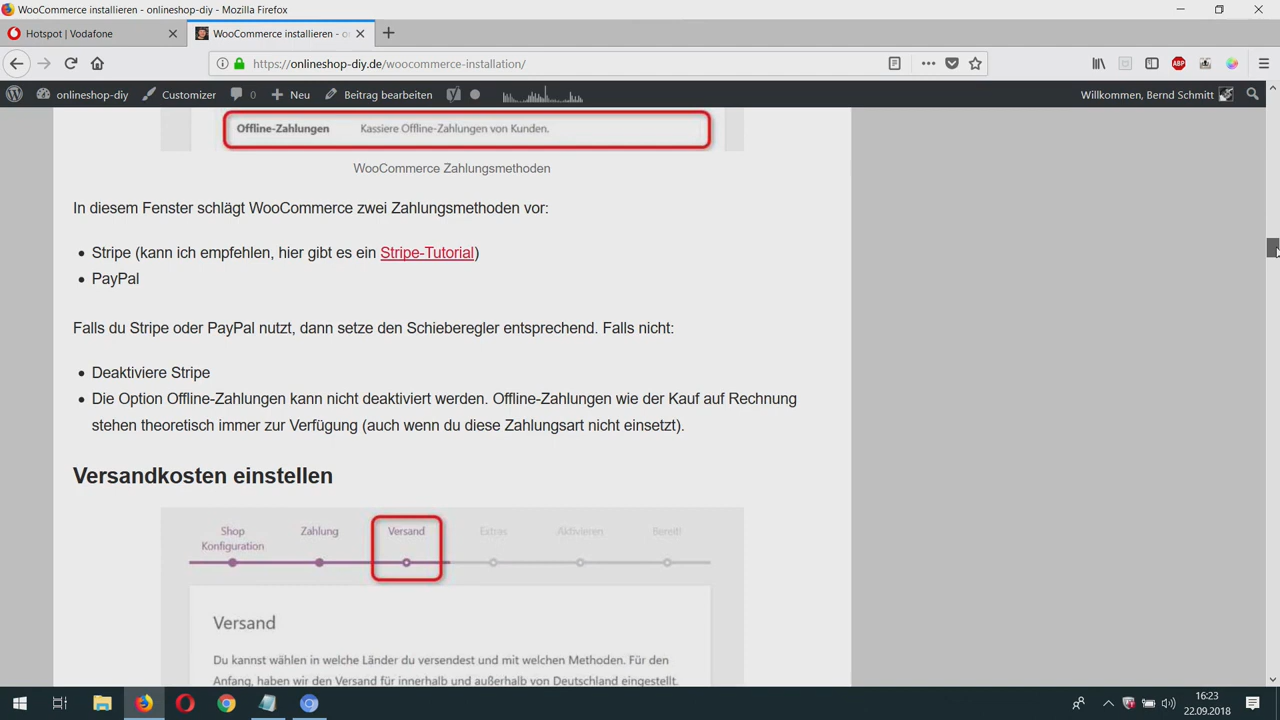 WooCommerce installieren - onlineshop-diy - Mozilla Firefox
Hotspot | Vodafone
WooCommerce installieren - o
https://onlineshop-diy.de/woocommerce-installation/
ABP
onlineshop-diy
Customizer
0
Neu
Beitrag bearbeiten
Willkommen, Bernd Schmitt
Offline-Zahlungen Kassiere Offline-Zahlungen von Kunden.
WooCommerce Zahlungsmethoden
In diesem Fenster schlägt WooCommerce zwei Zahlungsmethoden vor:
• Stripe (kann ich empfehlen, hier gibt es ein Stripe-Tutorial)
• PayPal
Falls du Stripe oder PayPal nutzt, dann setze den Schieberegler entsprechend. Falls nicht:
• Deaktiviere Stripe
• Die Option Offline-Zahlungen kann nicht deaktiviert werden. Offline-Zahlungen wie der Kauf auf Rechnung
stehen theoretisch immer zur Verfügung (auch wenn du diese Zahlungsart nicht einsetzt).
Versandkosten einstellen
Shop
Konfiguration
Zahlung
Versand
Extras
Aktivieren
Bereit!
Versand
Du kannst wählen in welche Länder du versendest und mit welchen Methoden. Für den
Anfang, haben wir den Versand für innerhalb und außerhalb von Deutschland eingestellt.
16:23
22.09.2018